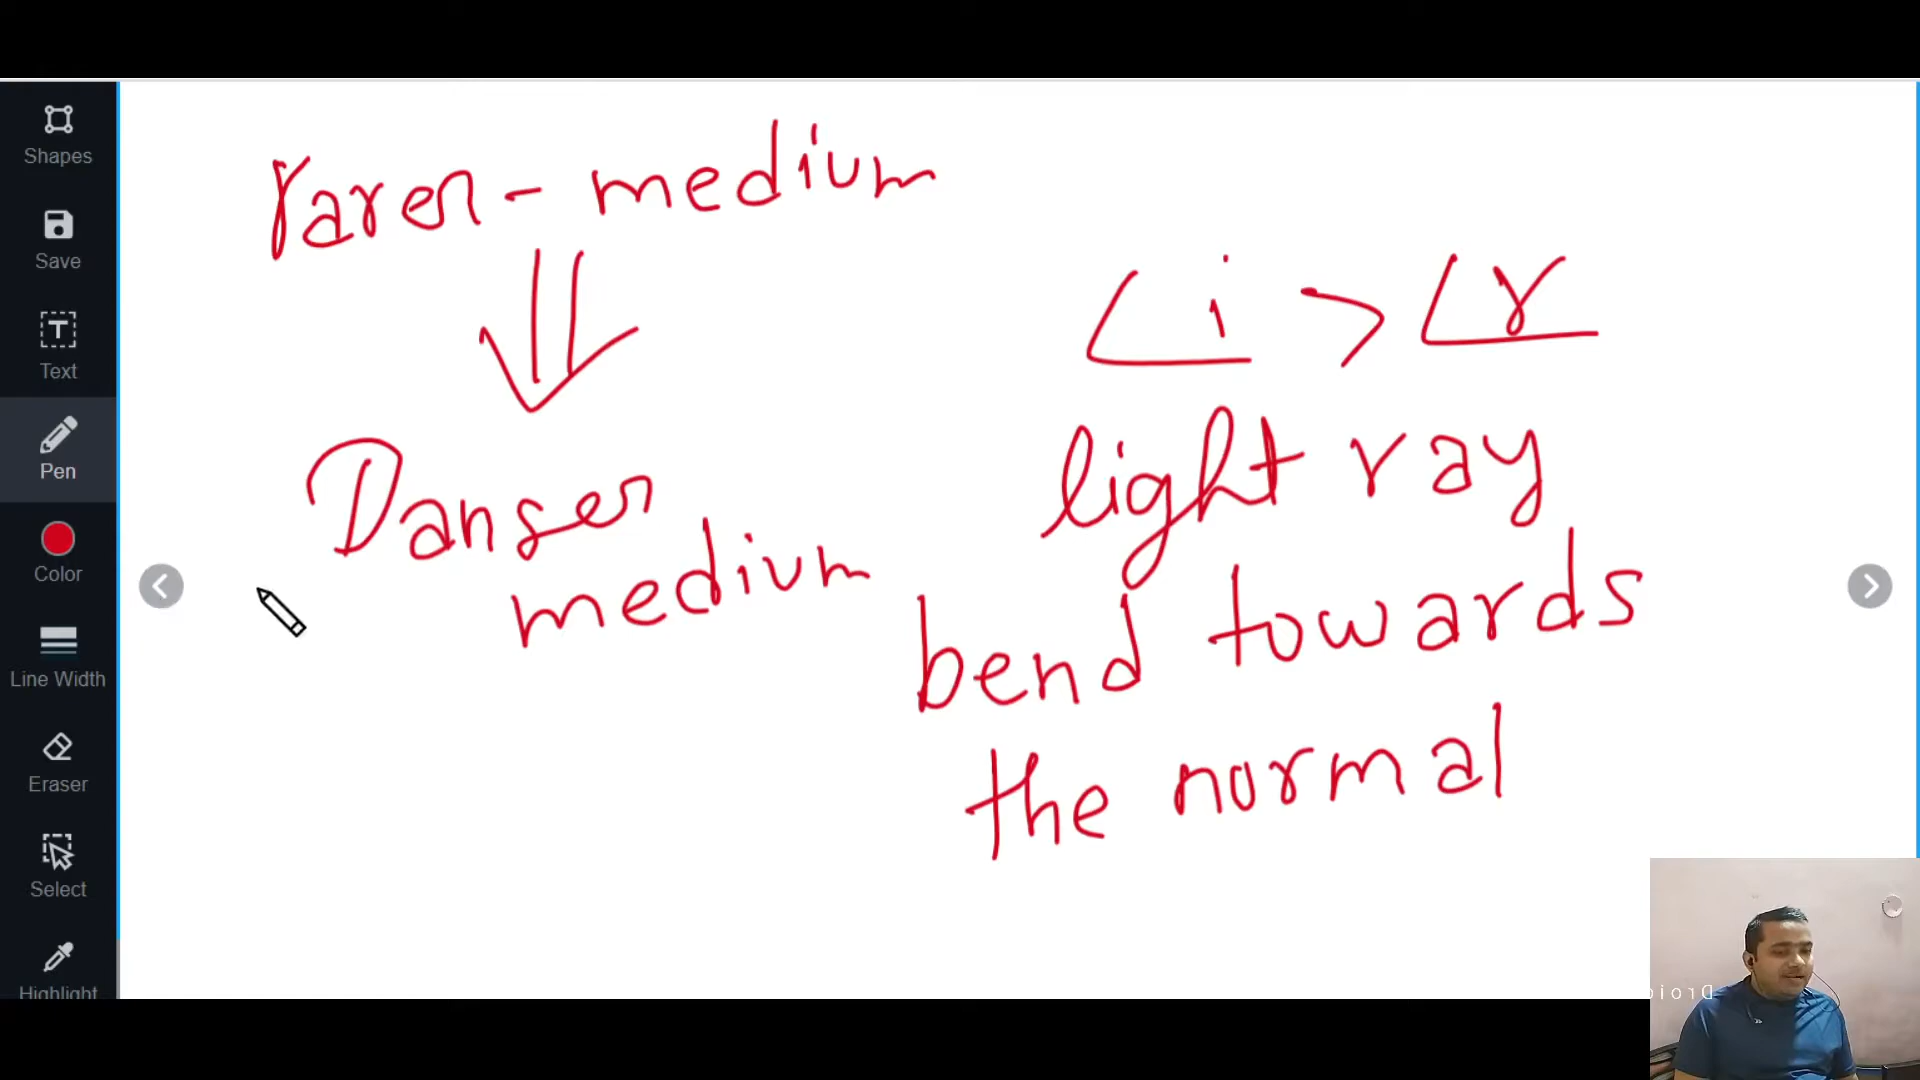 Shapes
Save
Text
Pen
Color
Line Width
Eraser
Select
Highlight
rarer - medium
Danser
medium
∠i > ∠r
light ray
bend towards
the normal